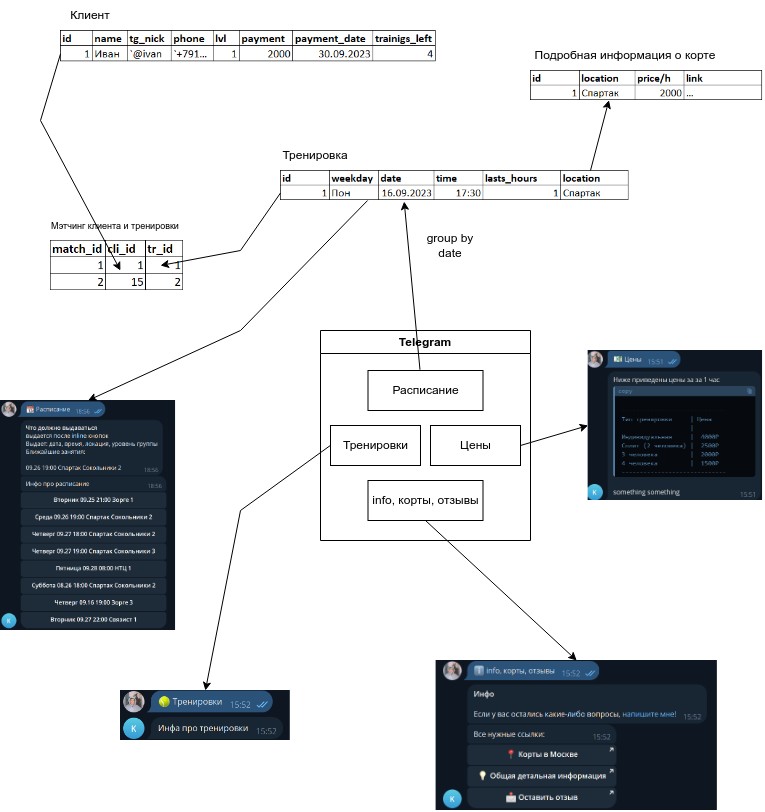 Клиент
id name tg_nick phone lvl payment payment_date trainigs_left
1 Иван `@ivan `+791... 1 2000 30.09.2023 4
Подробная информация о корте
id location price/h link
1 Спартак 2000 ...
Тренировка
id weekday date time lasts_hours location
1 Пон 16.09.2023 17:30 1 Спартак
Мэтчинг клиента и тренировки
match_id cli_id tr_id
1 1 1
2 15 2
group by
date
Telegram
Расписание
Тренировки
Цены
info, корты, отзывы
Цены 15:51
Ниже приведены цены за за 1 час
copy
Тип тренировки | Цена
Индивидуальная | 4000Р
Сплит (2 человека) | 2500Р
3 человека | 2000Р
4 человека | 1500Р
something something 15:51
K
Расписание 18:56
Что должно выдаваться
выдается после inline кнопок
Выдает: дата, время, локация, уровень группы
Ближайшие занятия:
09.26 19:00 Спартак Сокольники 2 18:56
Инфо про расписание 18:56
Вторник 09.25 21:00 Зорге 1
Среда 09.26 19:00 Спартак Сокольники 2
Четверг 09.27 18:00 Спартак Сокольники 2
Четверг 09.27 19:00 Спартак Сокольники 3
Пятница 09.28 08:00 НТЦ 1
Суббота 08.26 18:00 Спартак Сокольники 2
Четверг 09.16 19:00 Зорге 3
Вторник 09.27 22:00 Связист 1
K
Тренировки 15:52
K Инфа про тренировки 15:52
info, корты, отзывы 15:52
Инфо
Если у вас остались какие-либо вопросы, напишите мне! 15:52
Все нужные ссылки: 15:52
Корты в Москве
Общая детальная информация
Оставить отзыв
K